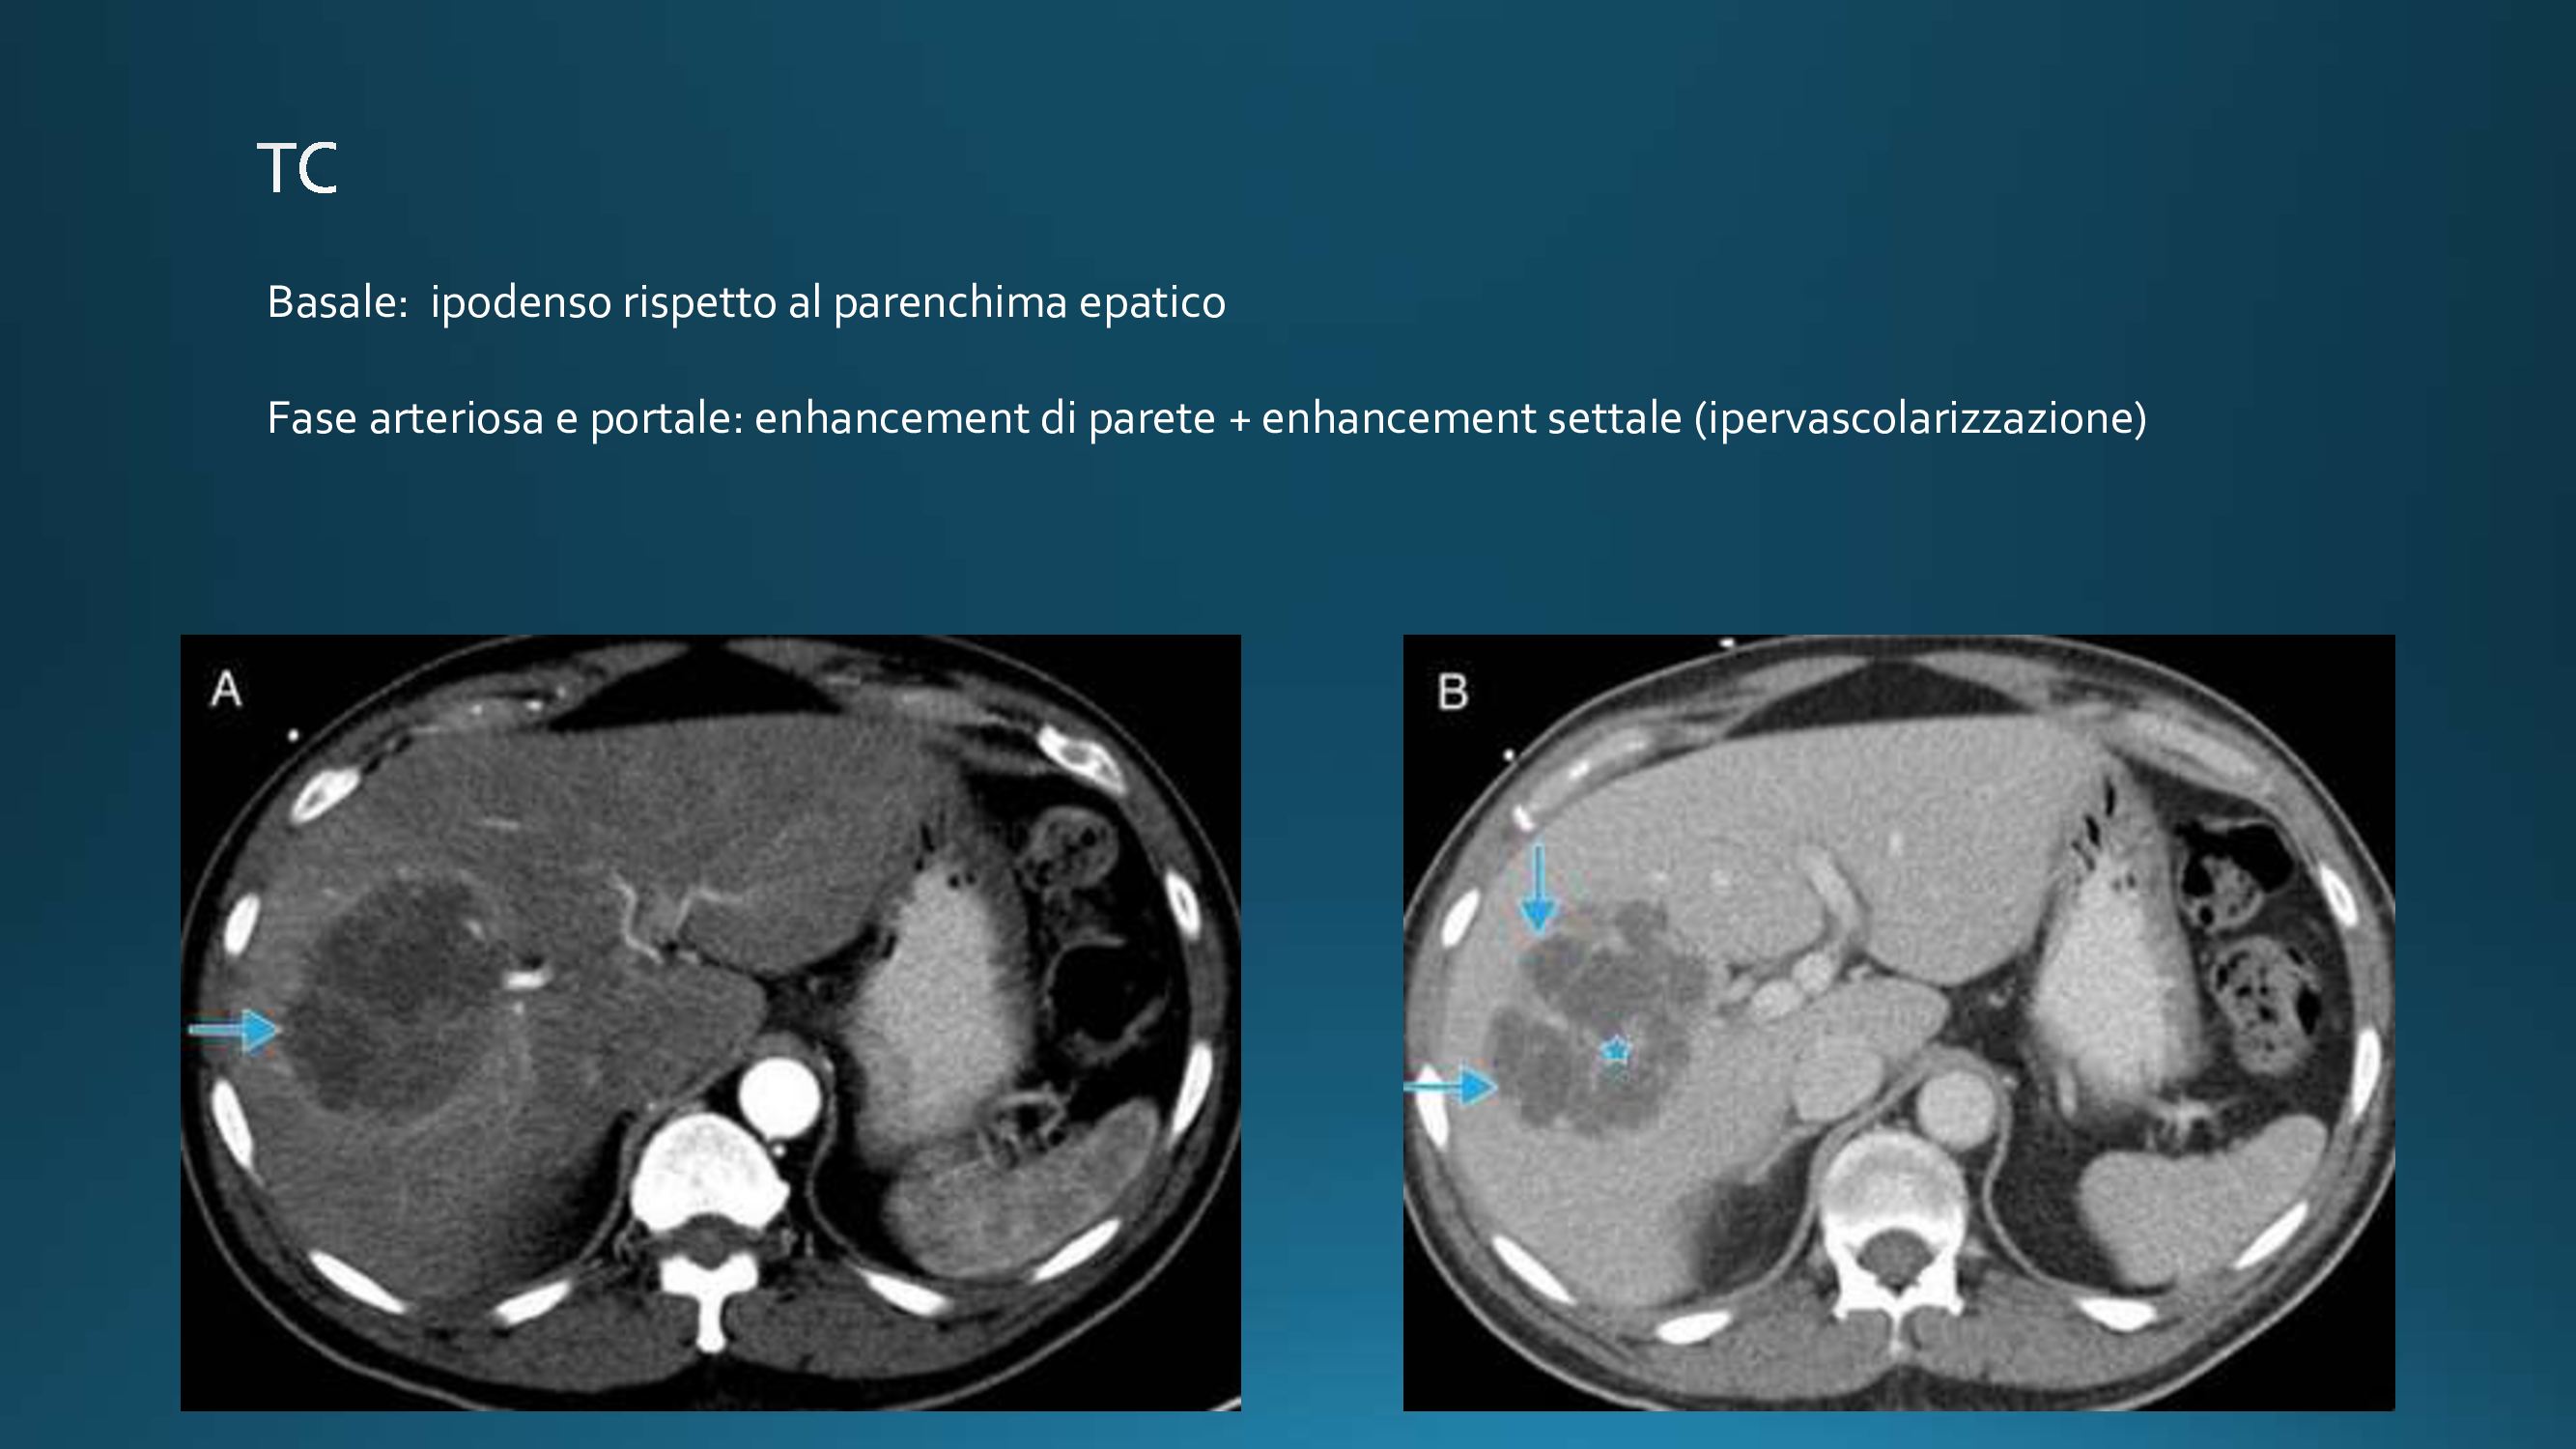 TC
Basale:  ipodenso rispetto al parenchima epatico
Fase arteriosa e portale: enhancement di parete + enhancement settale (ipervascolarizzazione)
A
B